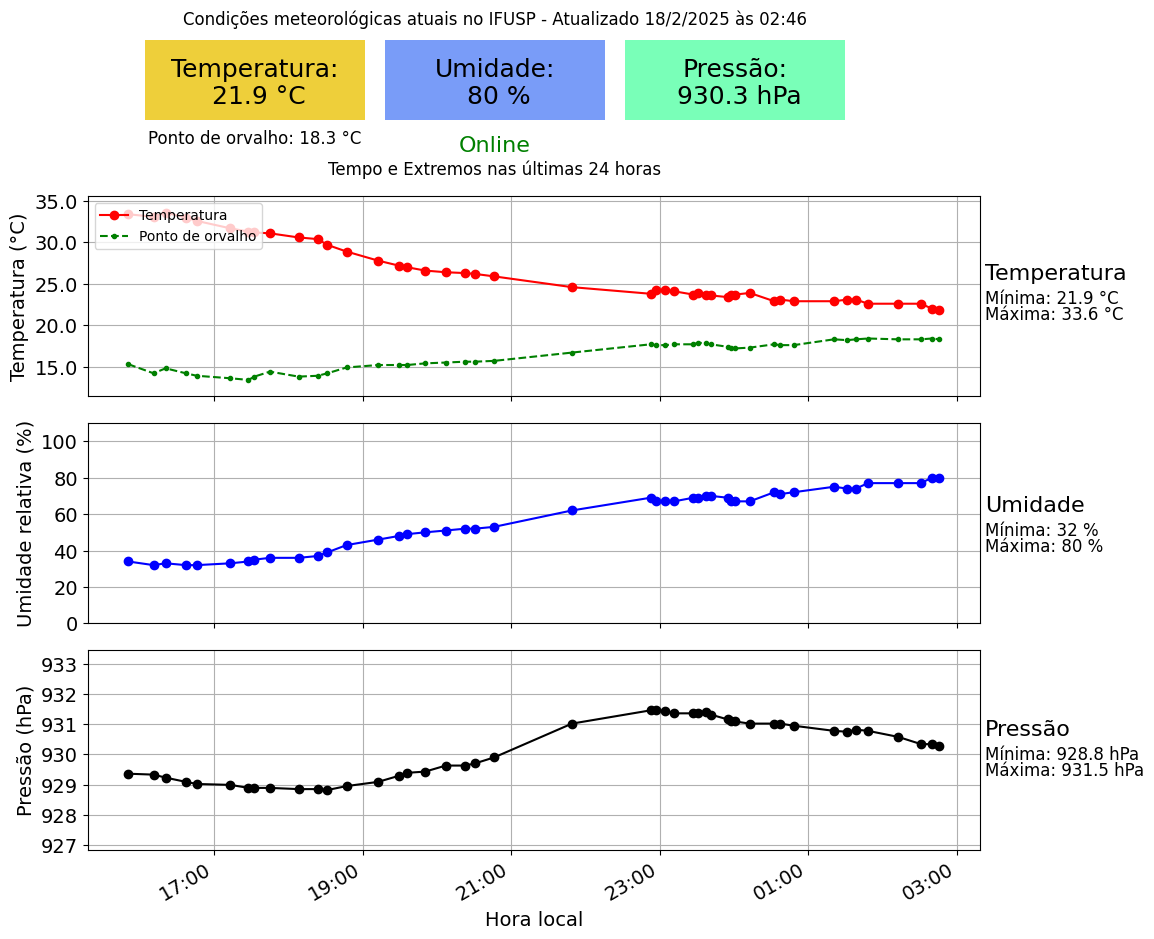 Condições meteorológicas atuais no IFUSP - Atualizado 18/2/2025 às 02:46
Temperatura:
21.9 °C
Umidade:
80 %
Pressão:
930.3 hPa
Ponto de orvalho: 18.3 °C
Online
Tempo e Extremos nas últimas 24 horas
Temperatura (°C)
35.0
30.0
25.0
20.0
15.0
Temperatura
Ponto de orvalho
Temperatura
Mínima: 21.9 °C
Máxima: 33.6 °C
Umidade relativa (%)
100
80
60
40
20
0
Umidade
Mínima: 32 %
Máxima: 80 %
Pressão (hPa)
933
932
931
930
929
928
927
Pressão
Mínima: 928.8 hPa
Máxima: 931.5 hPa
17:00
19:00
21:00
23:00
01:00
03:00
Hora local